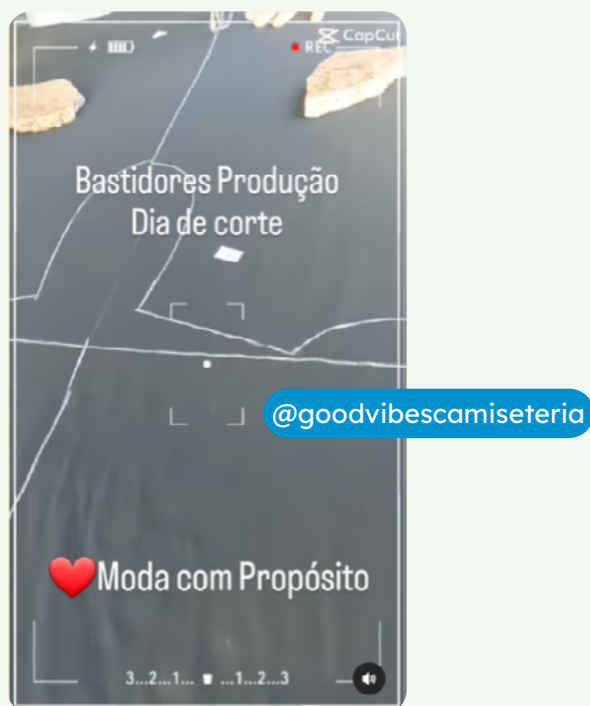 CapCut
REC
Bastidores Produção
Dia de corte
@goodvibescamiseteria
❤️Moda com Propósito
3...2...1... ...1...2...3